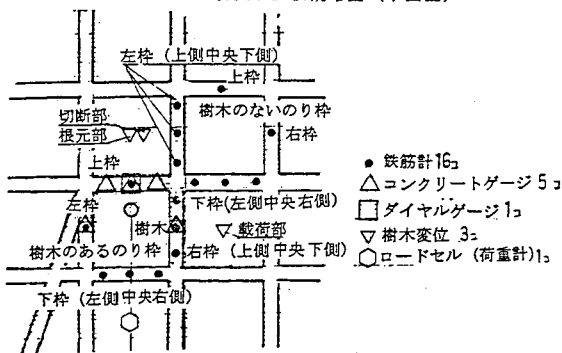 左枠(上側中央下側)
上枠
樹木のないのり枠
切断部
根元部
右枠
上枠
左枠
下枠(左側中央右側)
樹木
載荷部
樹木のあるのり枠
右枠(上側中央下側)
下枠(左側中央右側)
● 鉄筋計16コ
△コンクリートゲージ 5コ
□ダイヤルゲージ 1コ
▽樹木変位 3コ
⬡ロードセル (荷重計)1コ